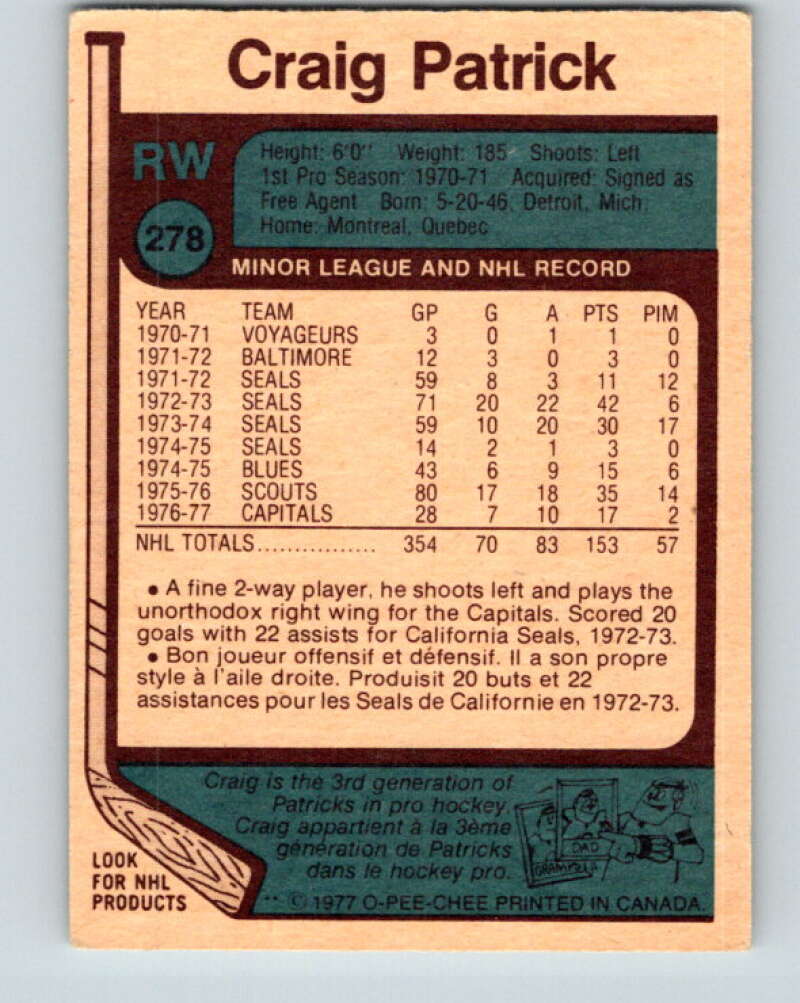 Craig Patrick
RW
278
Height: 6'0" Weight: 185 Shoots: Left
1st Pro Season: 1970-71 Acquired: Signed as
Free Agent Born: 5-20-46, Detroit, Mich.
Home: Montreal, Quebec
MINOR LEAGUE AND NHL RECORD
YEAR TEAM GP G A PTS PIM
1970-71 VOYAGEURS 3 0 1 1 0
1971-72 BALTIMORE 12 3 0 3 0
1971-72 SEALS 59 8 3 11 12
1972-73 SEALS 71 20 22 42 6
1973-74 SEALS 59 10 20 30 17
1974-75 SEALS 14 2 1 3 0
1974-75 BLUES 43 6 9 15 6
1975-76 SCOUTS 80 17 18 35 14
1976-77 CAPITALS 28 7 10 17 2
NHL TOTALS................ 354 70 83 153 57
• A fine 2-way player, he shoots left and plays the
unorthodox right wing for the Capitals. Scored 20
goals with 22 assists for California Seals, 1972-73.
• Bon joueur offensif et défensif. Il a son propre
style à l'aile droite. Produisit 20 buts et 22
assistances pour les Seals de Californie en 1972-73.
Craig is the 3rd generation of
Patricks in pro hockey.
Craig appartient à la 3ème
génération de Patricks
dans le hockey pro.
DAD
GRAMPS
LOOK
FOR NHL
PRODUCTS
** © 1977 O-PEE-CHEE PRINTED IN CANADA.